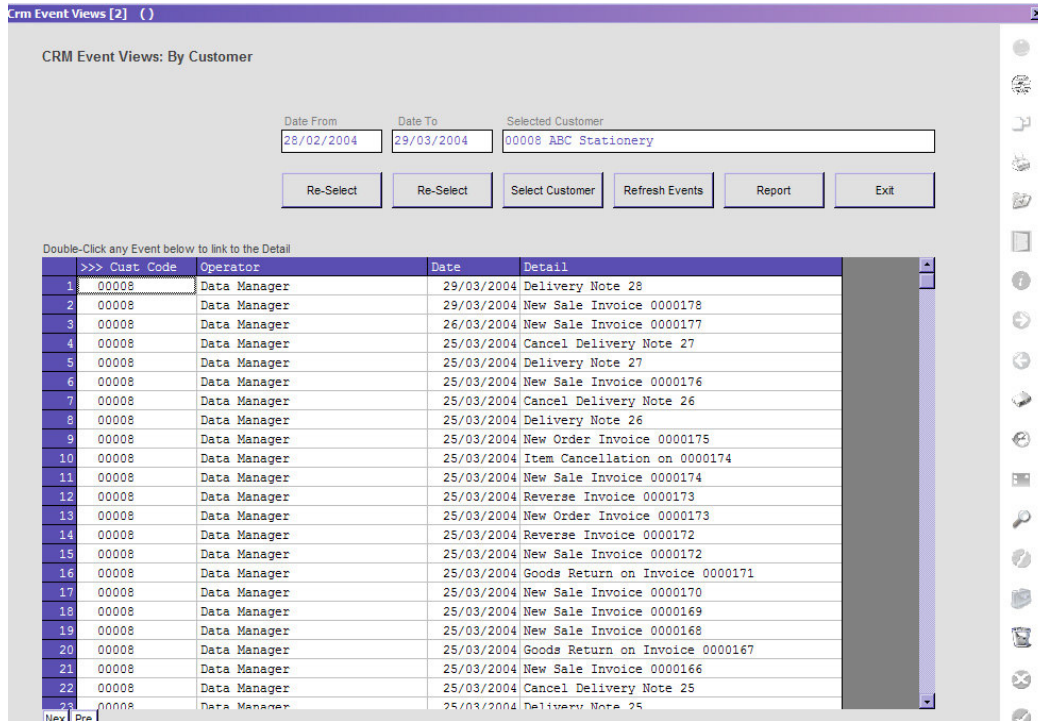 Crm Event Views [2] ( )
CRM Event Views: By Customer
Date From Date To Selected Customer
28/02/2004 29/03/2004 00008 ABC Stationery
Re-Select Re-Select Select Customer Refresh Events Report Exit
Double-Click any Event below to link to the Detail
>>> Cust Code Operator Date Detail
1 00008 Data Manager 29/03/2004 Delivery Note 28
2 00008 Data Manager 29/03/2004 New Sale Invoice 0000178
3 00008 Data Manager 26/03/2004 New Sale Invoice 0000177
4 00008 Data Manager 25/03/2004 Cancel Delivery Note 27
5 00008 Data Manager 25/03/2004 Delivery Note 27
6 00008 Data Manager 25/03/2004 New Sale Invoice 0000176
7 00008 Data Manager 25/03/2004 Cancel Delivery Note 26
8 00008 Data Manager 25/03/2004 Delivery Note 26
9 00008 Data Manager 25/03/2004 New Order Invoice 0000175
10 00008 Data Manager 25/03/2004 Item Cancellation on 0000174
11 00008 Data Manager 25/03/2004 New Sale Invoice 0000174
12 00008 Data Manager 25/03/2004 Reverse Invoice 0000173
13 00008 Data Manager 25/03/2004 New Order Invoice 0000173
14 00008 Data Manager 25/03/2004 Reverse Invoice 0000172
15 00008 Data Manager 25/03/2004 New Sale Invoice 0000172
16 00008 Data Manager 25/03/2004 Goods Return on Invoice 0000171
17 00008 Data Manager 25/03/2004 New Sale Invoice 0000170
18 00008 Data Manager 25/03/2004 New Sale Invoice 0000169
19 00008 Data Manager 25/03/2004 New Sale Invoice 0000168
20 00008 Data Manager 25/03/2004 Goods Return on Invoice 0000167
21 00008 Data Manager 25/03/2004 New Sale Invoice 0000166
22 00008 Data Manager 25/03/2004 Cancel Delivery Note 25
23 00008 Data Manager 25/03/2004 Delivery Note 25
Nex Pre